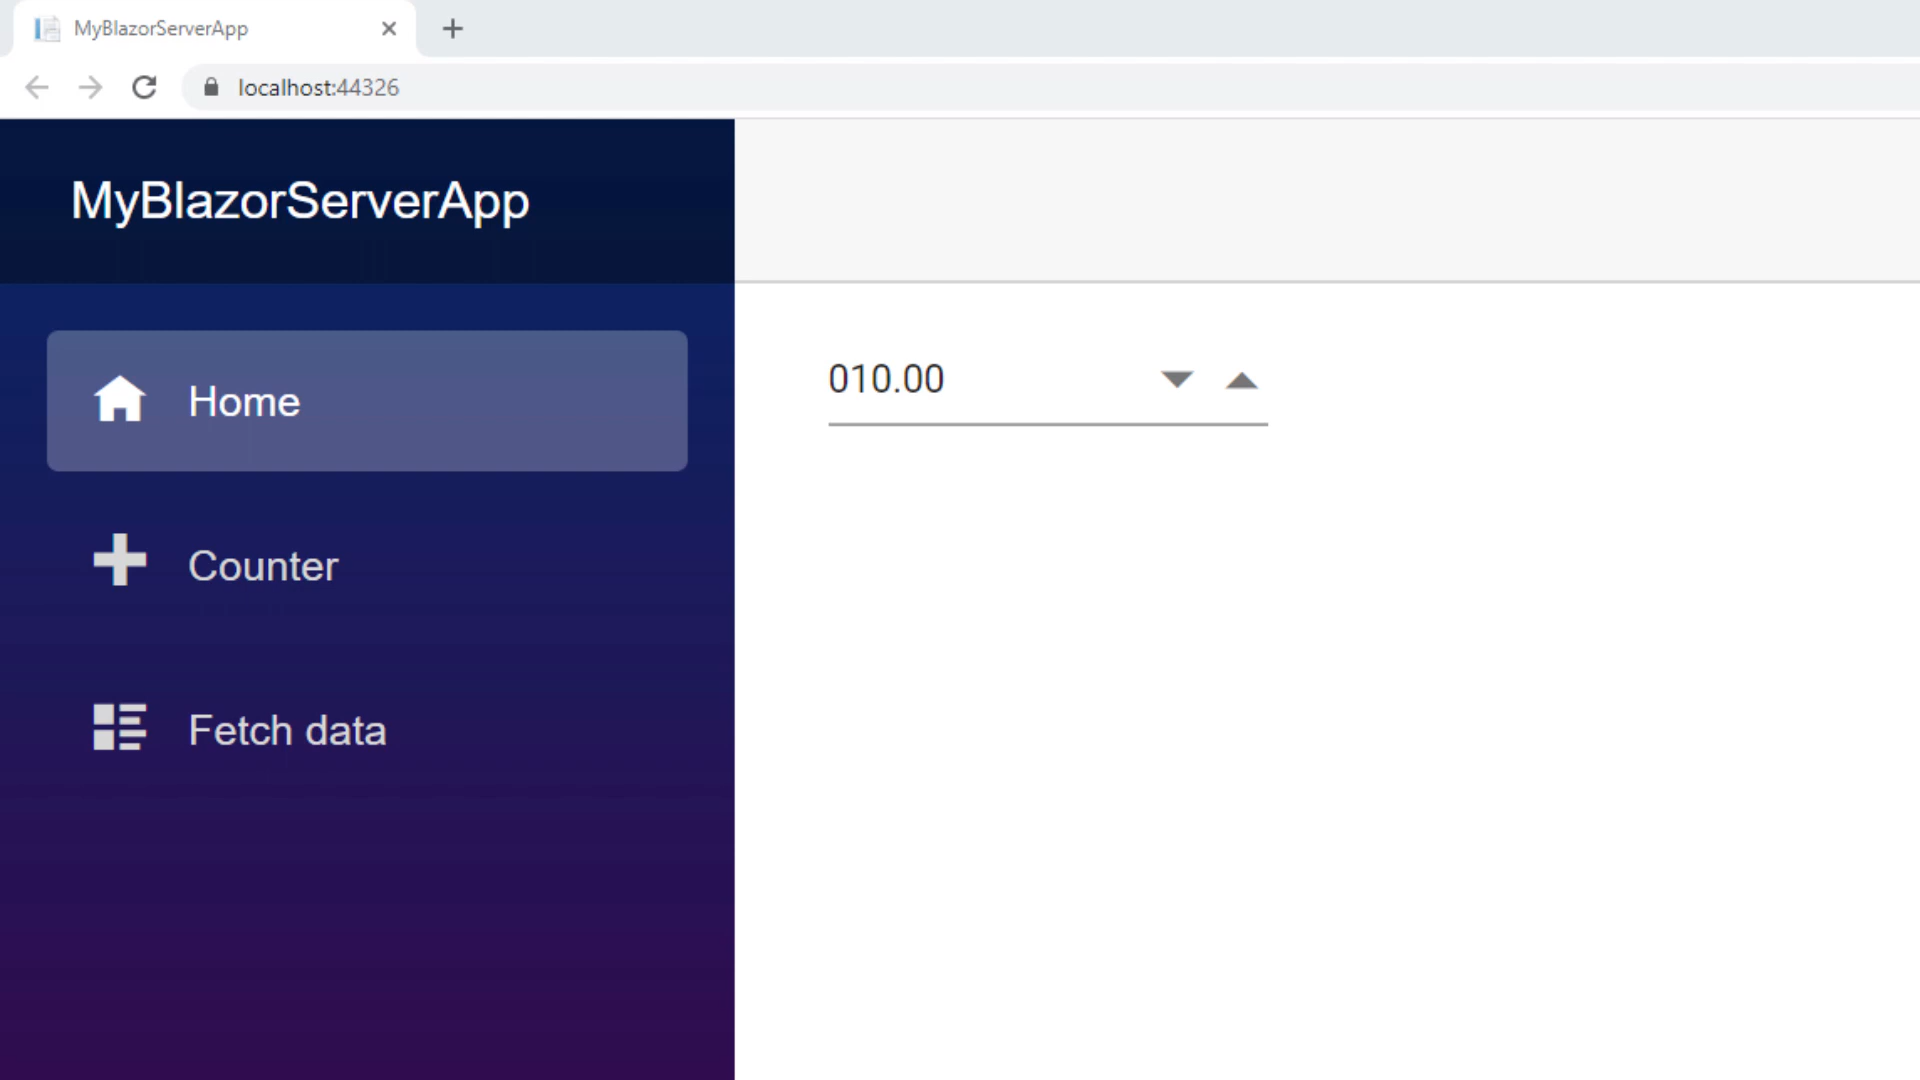 MyBlazorServerApp
localhost:44326
MyBlazorServerApp
Home
010.00
Counter
Fetch data